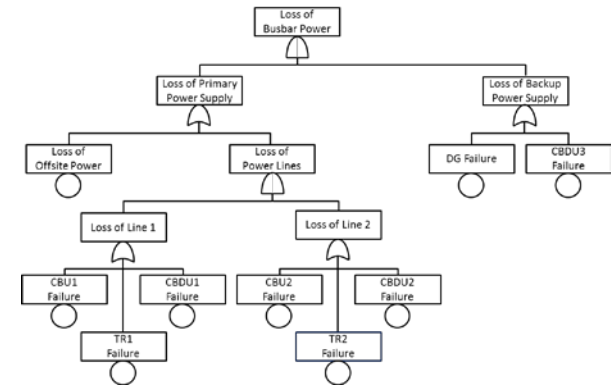 Loss of
Busbar Power
Loss of Primary
Power Supply
Loss of Backup
Power Supply
Loss of
Offsite Power
Loss of
Power Lines
DG Failure
CBDU3
Failure
Loss of Line 1
Loss of Line 2
CBU1
Failure
CBDU1
Failure
CBU2
Failure
CBDU2
Failure
TR1
Failure
TR2
Failure